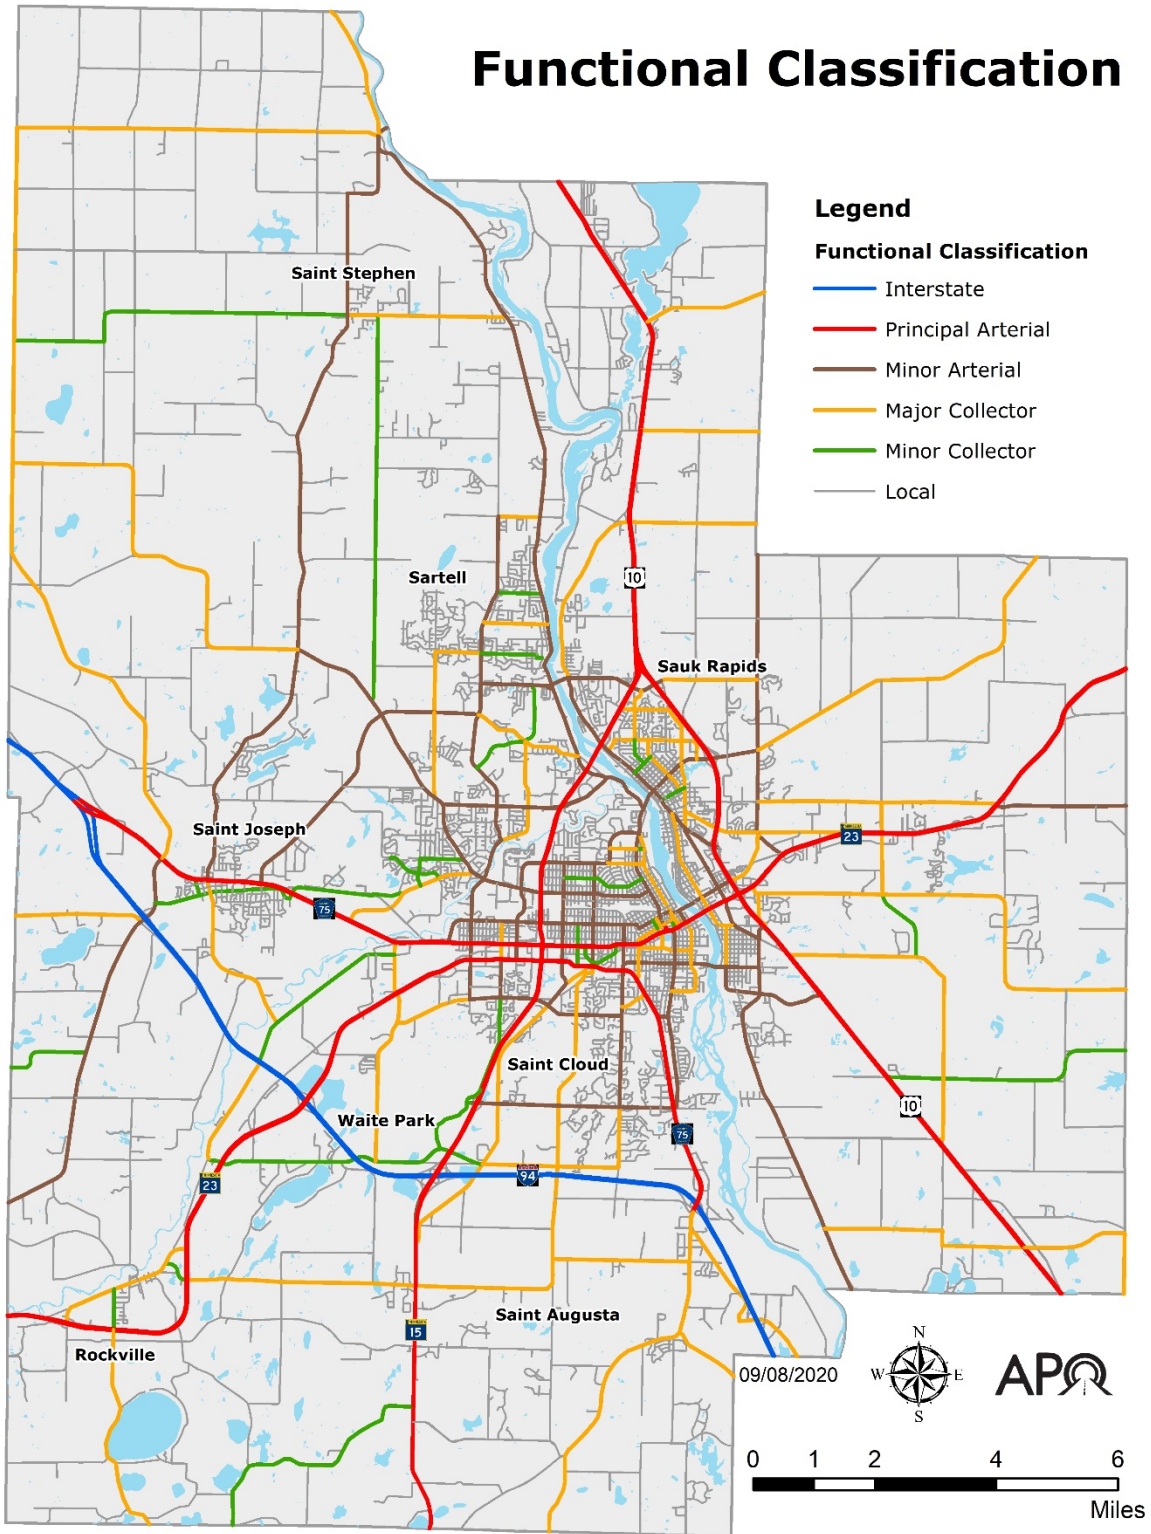 Functional Classification
Legend
Functional Classification
Interstate
Principal Arterial
Minor Arterial
Major Collector
Minor Collector
Local
Saint Stephen
Sartell
10
Sauk Rapids
Saint Joseph
23
75
Saint Cloud
Waite Park
10
75
94
23
Saint Augusta
15
Rockville
N
W
E
S
09/08/2020
APO
0 1 2 4 6
Miles